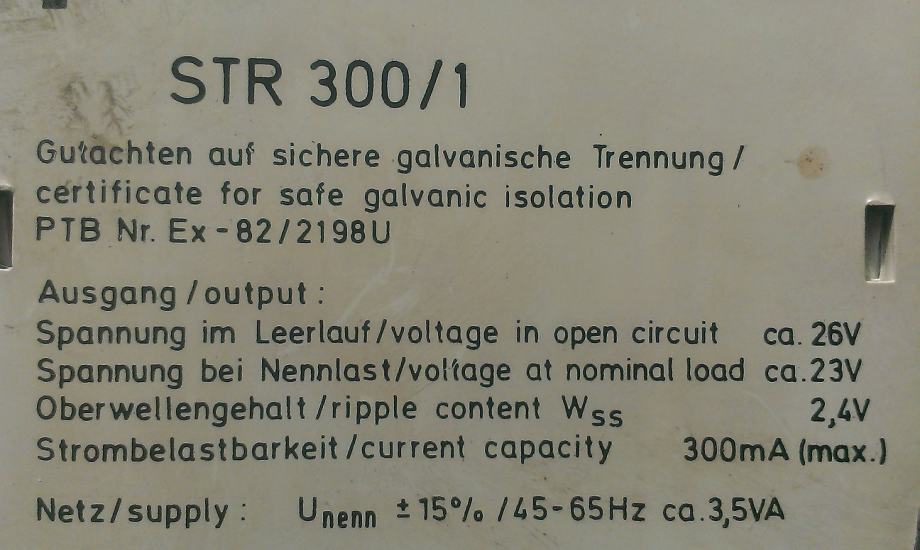 STR 300/1
Gutachten auf sichere galvanische Trennung /
certificate for safe galvanic isolation
PTB Nr. Ex - 82/2198U
Ausgang / output :
Spannung im Leerlauf/voltage in open circuit ca. 26V
Spannung bei Nennlast/voltage at nominal load ca.23V
Oberwellengehalt /ripple content Wss 2,4V
Strombelastbarkeit /current capacity 300mA (max.)
Netz/supply : Unenn ±15% /45-65Hz ca.3,5VA